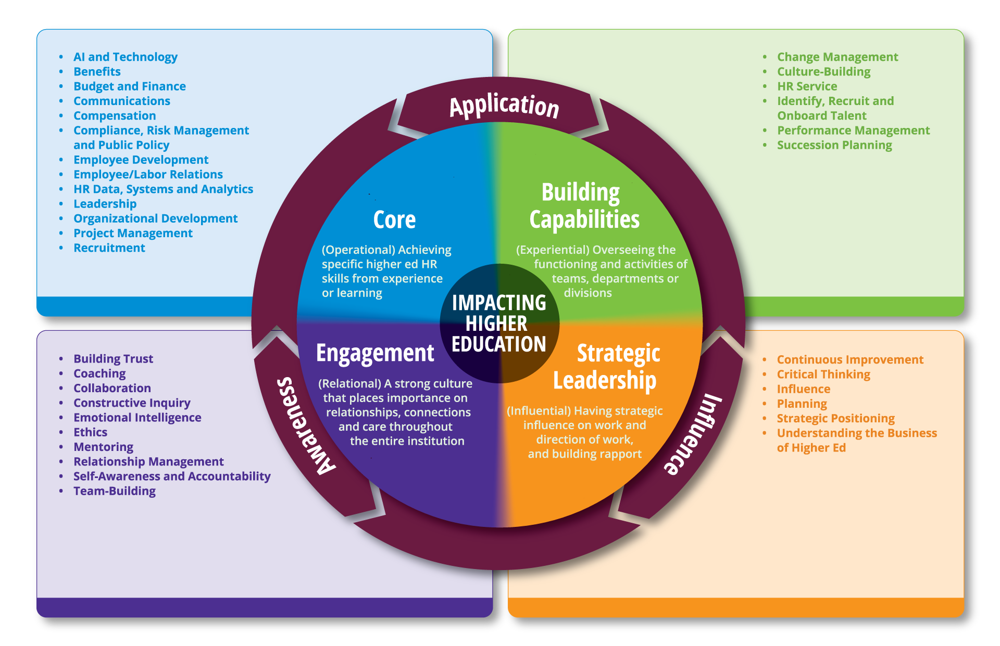 • AI and Technology
• Benefits
• Budget and Finance
• Communications
• Compensation
• Compliance, Risk Management
and Public Policy
• Employee Development
• Employee/Labor Relations
• HR Data, Systems and Analytics
• Leadership
• Organizational Development
• Project Management
• Recruitment
• Change Management
• Culture-Building
• HR Service
• Identify, Recruit and
Onboard Talent
• Performance Management
• Succession Planning
Application
Core
(Operational) Achieving
specific higher ed HR
skills from experience
or learning
Building
Capabilities
(Experiential) Overseeing the
functioning and activities of
teams, departments or
divisions
IMPACTING
HIGHER
EDUCATION
Engagement
(Relational) A strong culture
that places importance on
relationships, connections
and care throughout
the entire institution
Strategic
Leadership
(Influential) Having strategic
influence on work and
direction of work,
and building rapport
Awareness
Influence
• Building Trust
• Coaching
• Collaboration
• Constructive Inquiry
• Emotional Intelligence
• Ethics
• Mentoring
• Relationship Management
• Self-Awareness and Accountability
• Team-Building
• Continuous Improvement
• Critical Thinking
• Influence
• Planning
• Strategic Positioning
• Understanding the Business
of Higher Ed